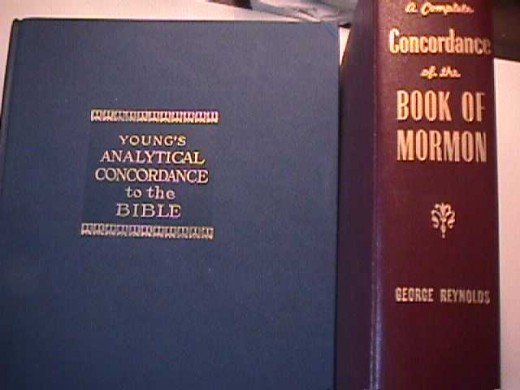 YOUNG'S
ANALYTICAL
CONCORDANCE
to the
BIBLE
A Complete
Concordance
of the
BOOK OF
MORMON
GEORGE REYNOLDS